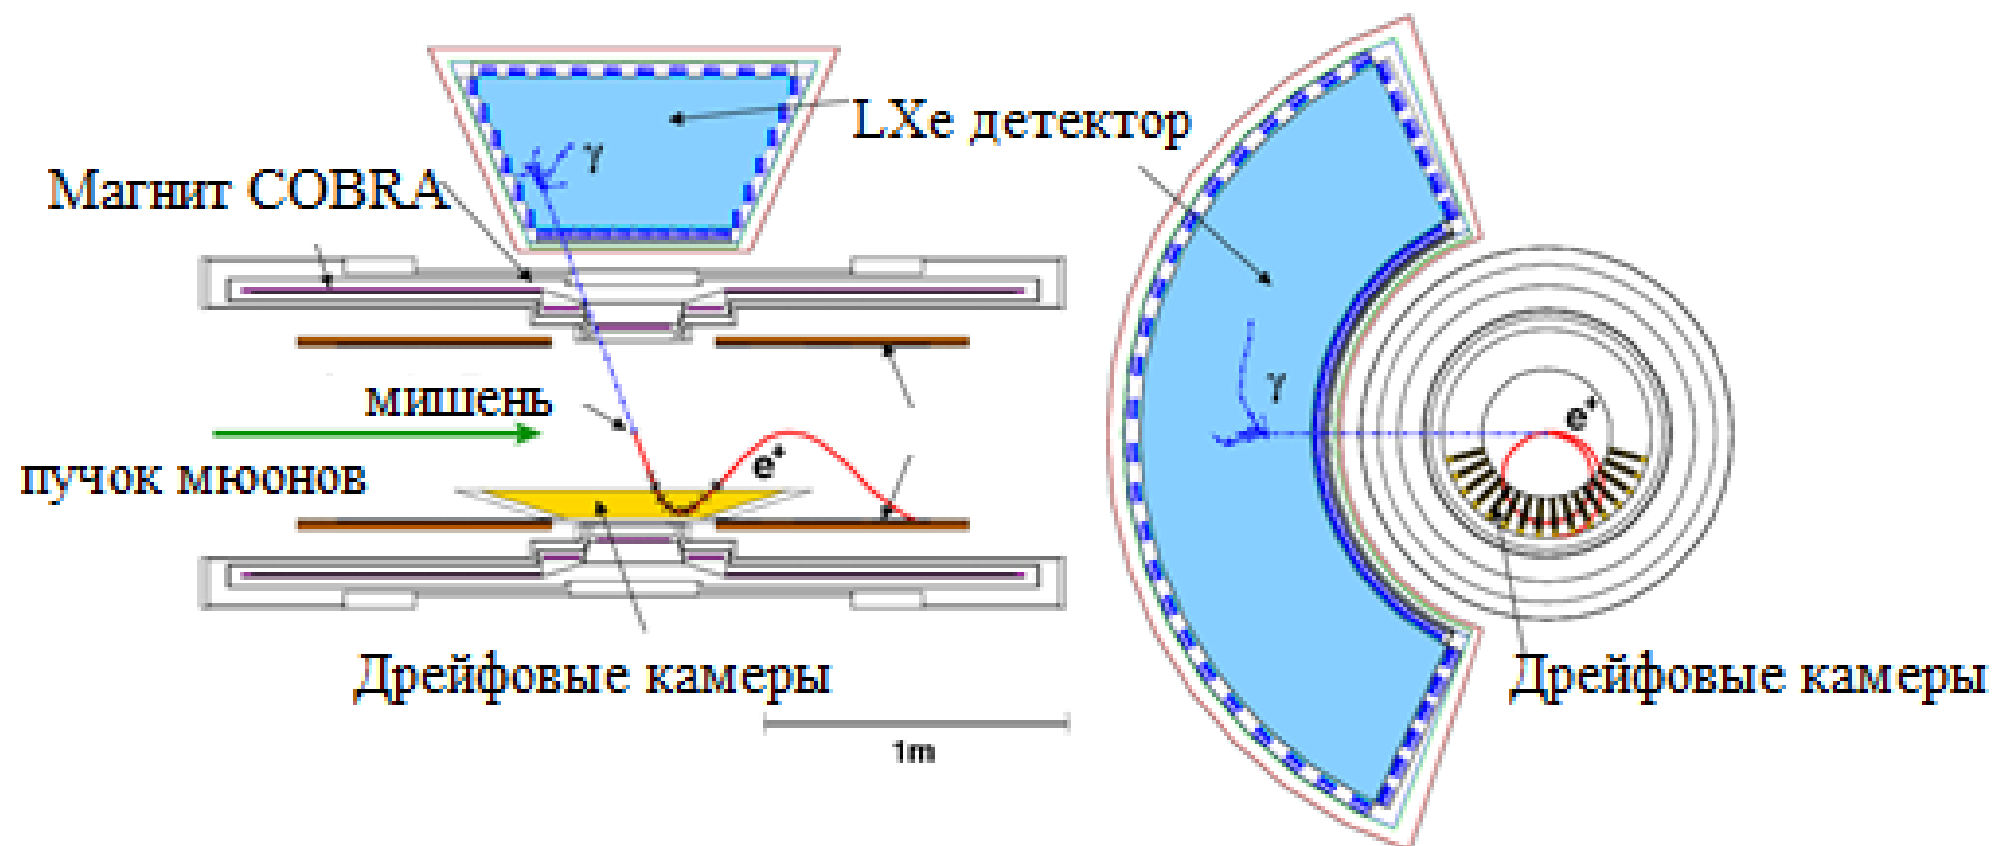 γ
LXe детектор
Магнит COBRA
мишень
γ
e⁺
пучок мюонов
e⁺
Дрейфовые камеры
Дрейфовые камеры
1m